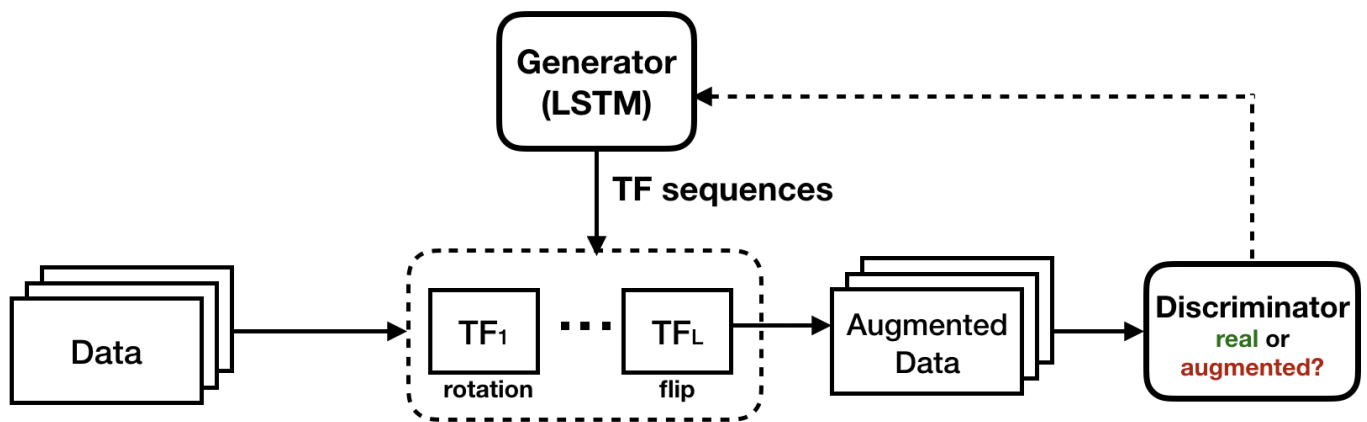 Generator
(LSTM)
TF sequences
Data
TF1
TFL
rotation
flip
Augmented
Data
Discriminator
real or
augmented?